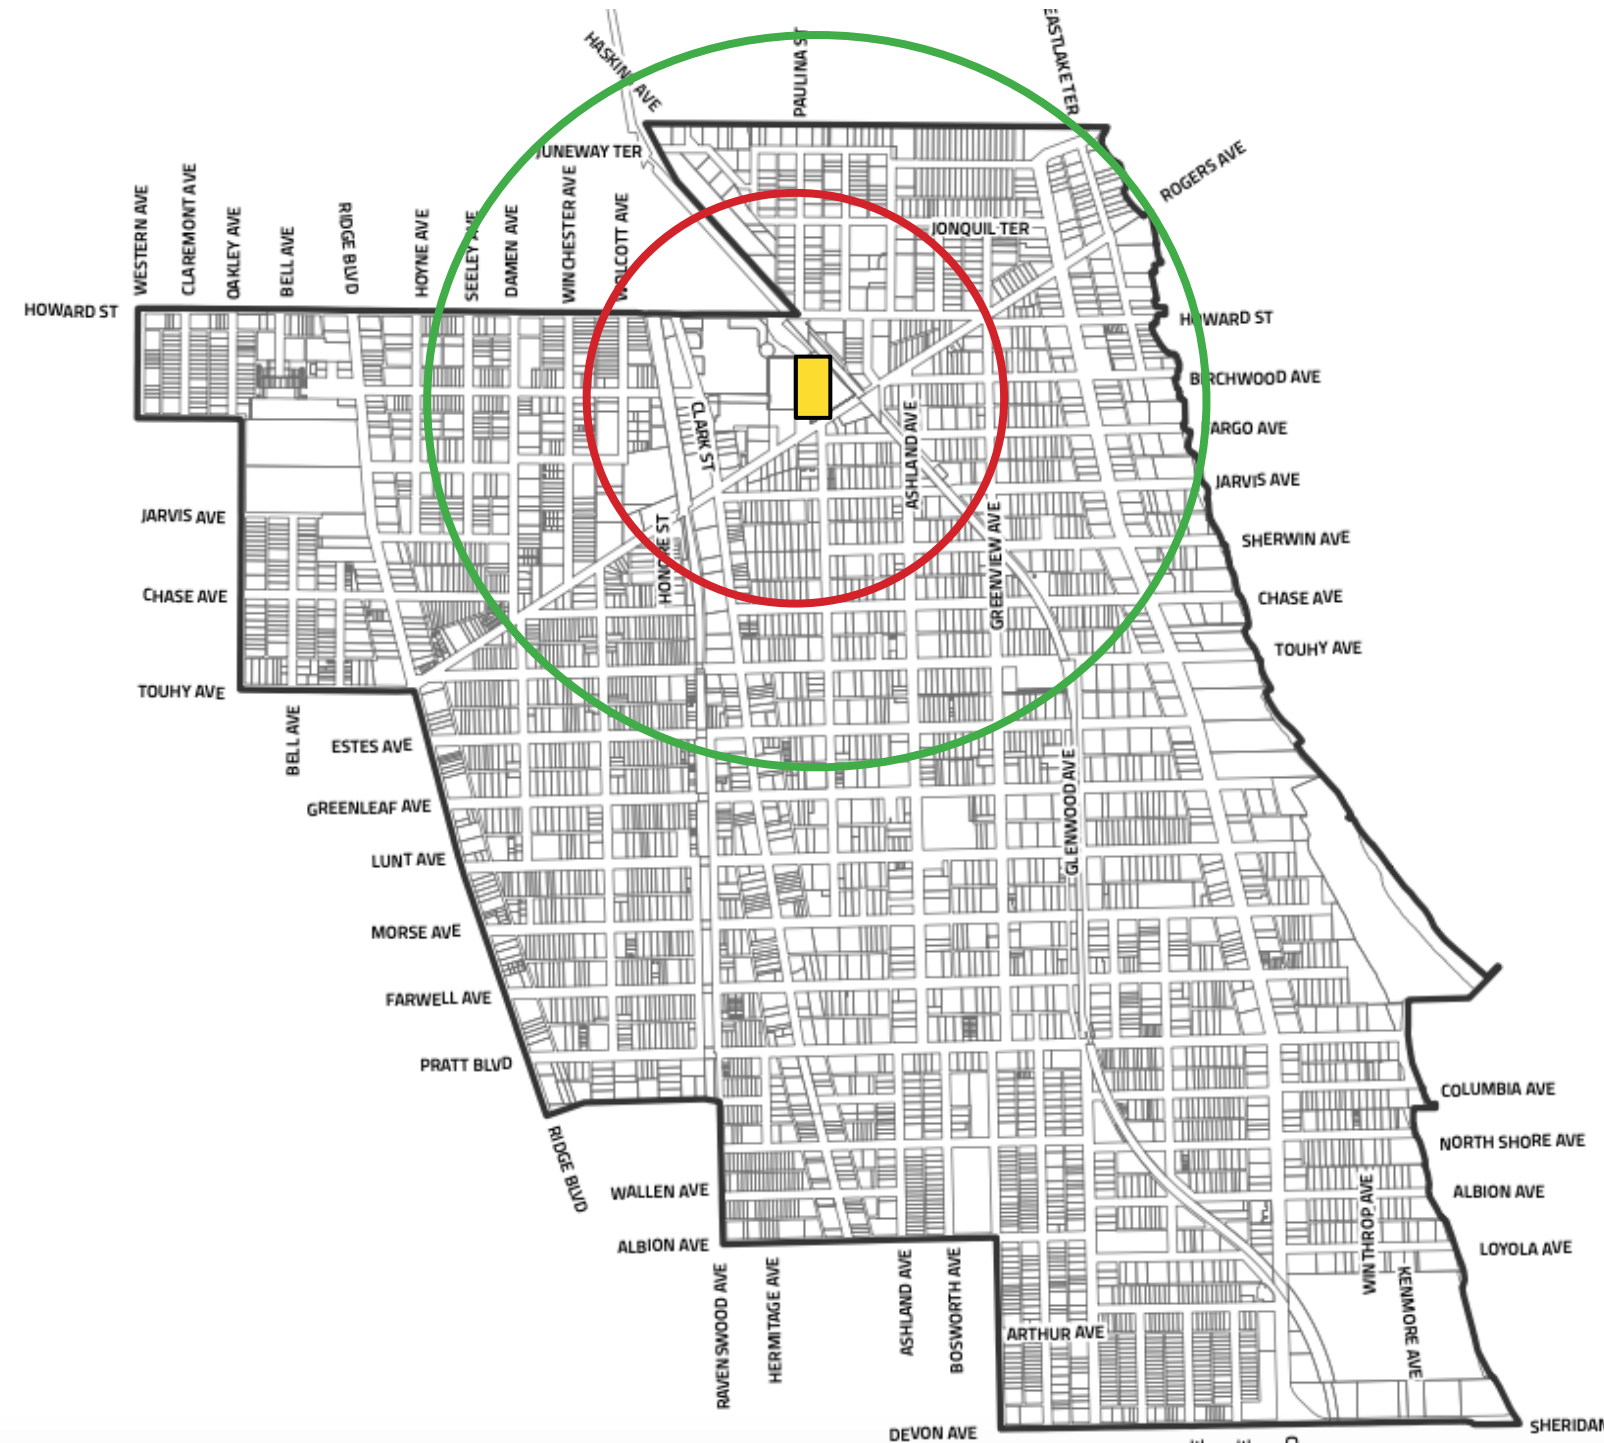 HASKINS AVE
PAULINA ST
EASTLAKE TER
JUNEWAY TER
ROGERS AVE
WESTERN AVE
CLAREMONT AVE
OAKLEY AVE
BELL AVE
RIDGE BLVD
HOYNE AVE
SEELEY AVE
DAMEN AVE
WINCHESTER AVE
WOLCOTT AVE
JONQUIL TER
HOWARD ST
HOWARD ST
BIRCHWOOD AVE
CLARK ST
ASHLAND AVE
ARGO AVE
JARVIS AVE
JARVIS AVE
HONORE ST
GREENVIEW AVE
SHERWIN AVE
CHASE AVE
CHASE AVE
TOUHY AVE
TOUHY AVE
BELL AVE
ESTES AVE
GREENLEAF AVE
GLENWOOD AVE
LUNT AVE
MORSE AVE
FARWELL AVE
PRATT BLVD
COLUMBIA AVE
RIDGE BLVD
NORTH SHORE AVE
WALLEN AVE
ALBION AVE
WINTHROP AVE
ALBION AVE
LOYOLA AVE
RAVENSWOOD AVE
HERMITAGE AVE
ASHLAND AVE
BOSWORTH AVE
KENMORE AVE
ARTHUR AVE
DEVON AVE
SHERIDAN